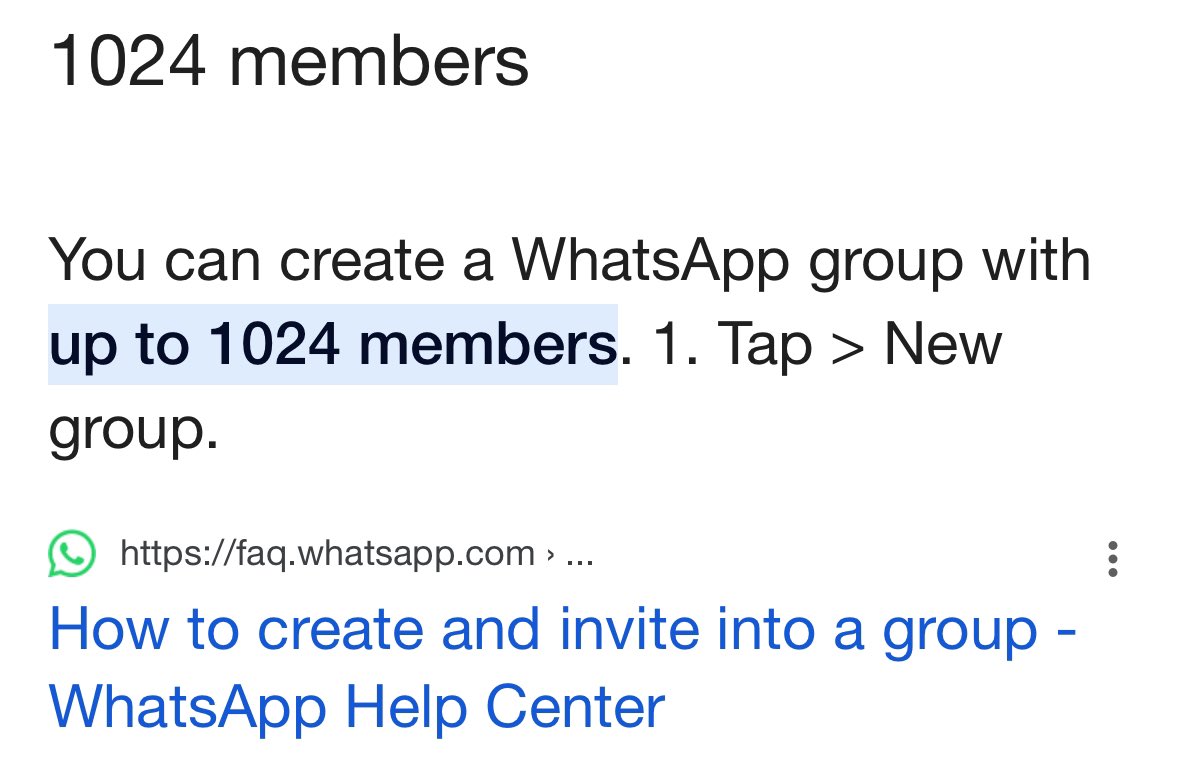 1024 members
You can create a WhatsApp group with
up to 1024 members. 1. Tap > New
group.
https://faq.whatsapp.com › ...
How to create and invite into a group -
WhatsApp Help Center